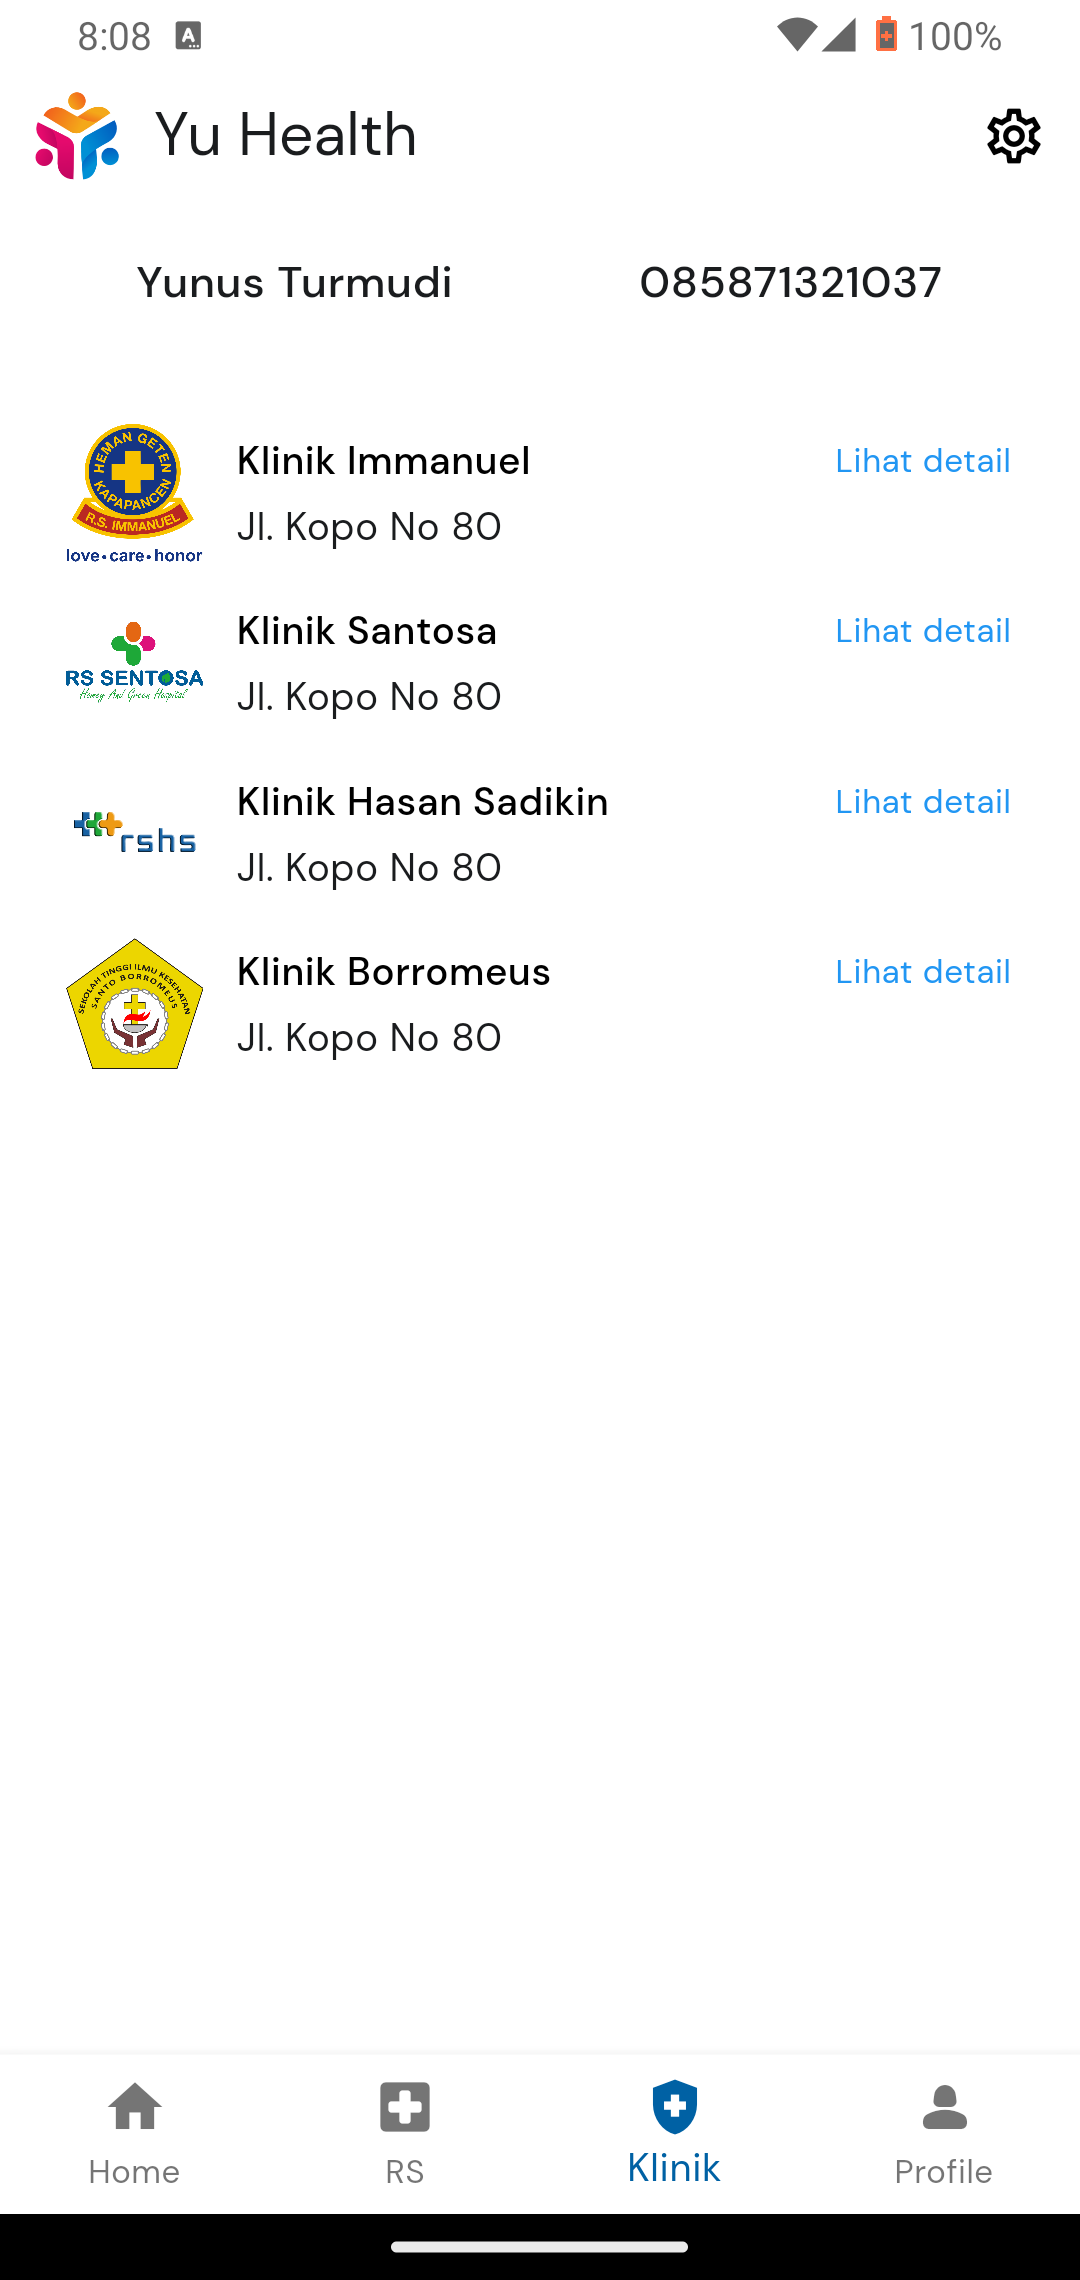 8:08 A 100%
Yu Health
Yunus Turmudi 085871321037
HEMAN GETEN
KAPAPANCEN
R.S. IMMANUEL
love•care•honor
Klinik Immanuel Lihat detail
Jl. Kopo No 80
RS SENTOSA
Homey And Green Hospital
Klinik Santosa Lihat detail
Jl. Kopo No 80
rshs
Klinik Hasan Sadikin Lihat detail
Jl. Kopo No 80
SEKOLAH TINGGI ILMU KESEHATAN
SANTO BORROMEUS
Klinik Borromeus Lihat detail
Jl. Kopo No 80
Home RS Klinik Profile